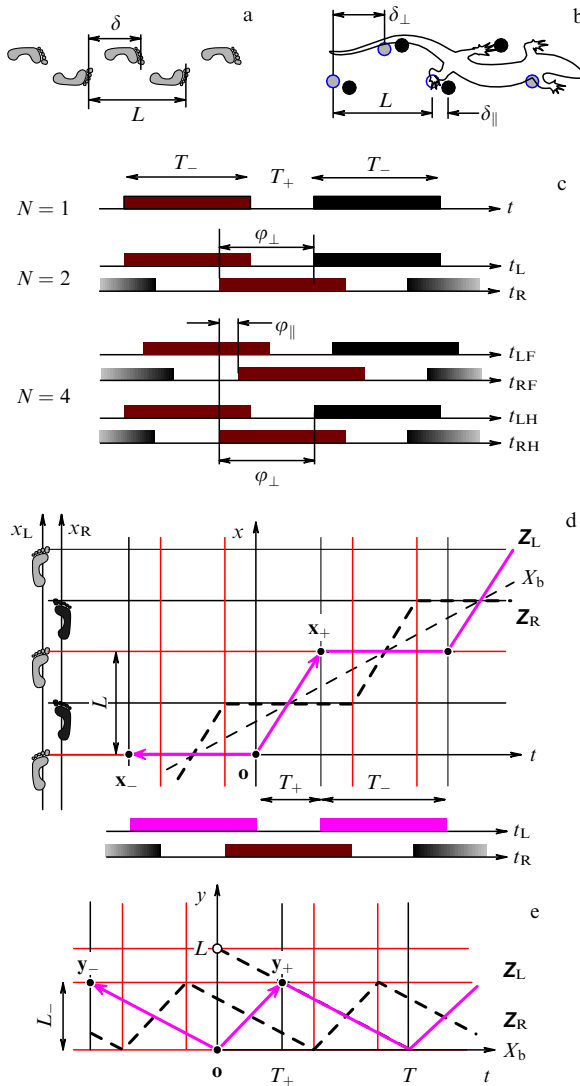 a
δ
L
b
δ⊥
L
δ∥
c
T− T+ T−
N = 1
t
φ⊥
tL
N = 2
tR
φ∥
tLF
tRF
N = 4
tLH
tRH
φ⊥
d
xL xR x
ZL
Xb
ZR
x+
L
x− o t
T+ T−
tL
tR
e
y
L
y− y+
ZL
L−
ZR
Xb
o T+ T t